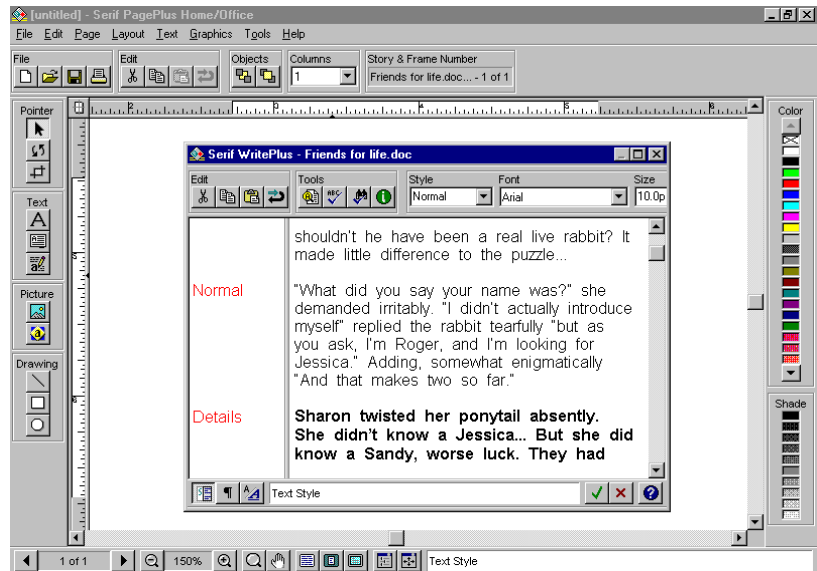 [untitled] - Serif PagePlus Home/Office
File Edit Page Layout Text Graphics Tools Help
File Edit Objects Columns Story & Frame Number
1 Friends for life.doc... - 1 of 1
Pointer
Text
A
Picture
Drawing
Color
Shade
Serif WritePlus - Friends for life.doc
Edit Tools Style Font Size
ABC Normal Arial 10.0p
shouldn't he have been a real live rabbit? It
made little difference to the puzzle...
Normal "What did you say your name was?" she
demanded irritably. "I didn't actually introduce
myself" replied the rabbit tearfully "but as
you ask, I'm Roger, and I'm looking for
Jessica." Adding, somewhat enigmatically
"And that makes two so far."
Details Sharon twisted her ponytail absently.
She didn't know a Jessica... But she did
know a Sandy, worse luck. They had
Text Style
1 of 1 150% Text Style